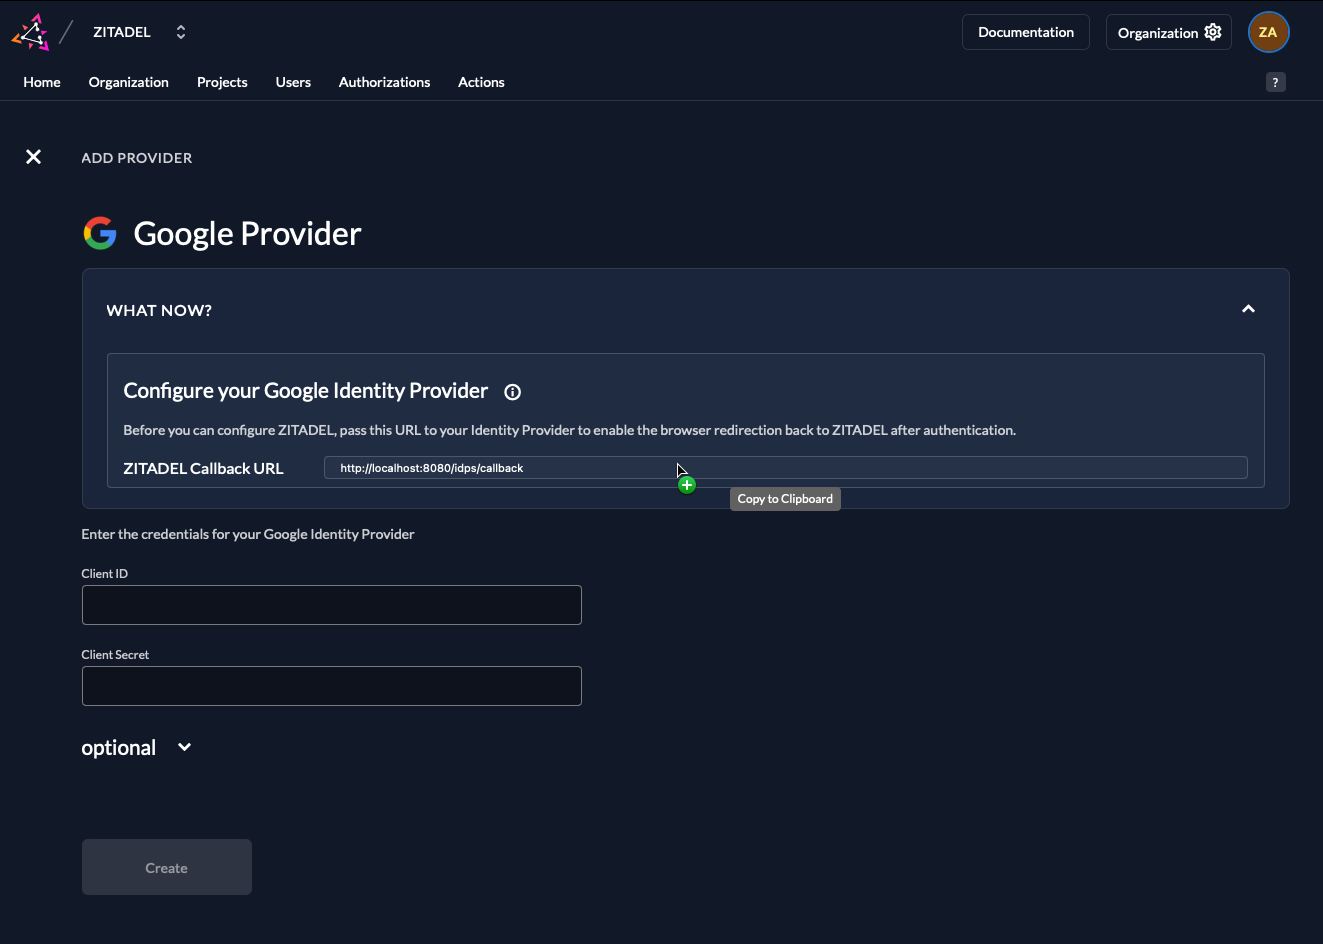 ZITADEL
Documentation
Organization
ZA
Home Organization Projects Users Authorizations Actions
?
ADD PROVIDER
Google Provider
WHAT NOW?
Configure your Google Identity Provider
Before you can configure ZITADEL, pass this URL to your Identity Provider to enable the browser redirection back to ZITADEL after authentication.
ZITADEL Callback URL
http://localhost:8080/idps/callback
Copy to Clipboard
Enter the credentials for your Google Identity Provider
Client ID
Client Secret
optional
Create